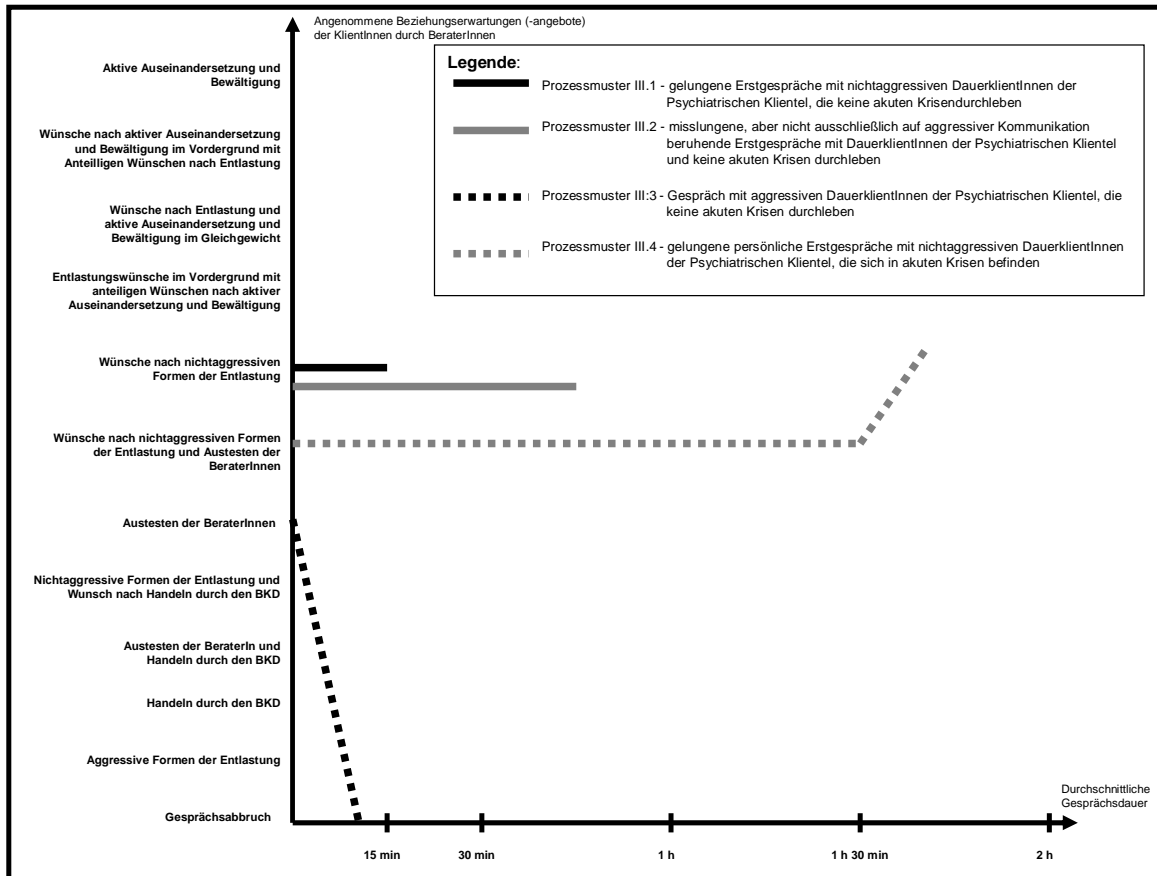 Angenommene Beziehungserwartungen (-angebote)
der KlientInnen durch BeraterInnen
Legende:
Prozessmuster III.1 - gelungene Erstgespräche mit nichtaggressiven DauerklientInnen der
Psychiatrischen Klientel, die keine akuten Krisendurchleben
Prozessmuster III.2 - misslungene, aber nicht ausschließlich auf aggressiver Kommunikation
beruhende Erstgespräche mit DauerklientInnen der Psychiatrischen Klientel
und keine akuten Krisen durchleben
Prozessmuster III:3 - Gespräch mit aggressiven DauerklientInnen der Psychiatrischen Klientel, die
keine akuten Krisen durchleben
Prozessmuster III.4 - gelungene persönliche Erstgespräche mit nichtaggressiven DauerklientInnen
der Psychiatrischen Klientel, die sich in akuten Krisen befinden
Aktive Auseinandersetzung und
Bewältigung
Wünsche nach aktiver Auseinandersetzung
und Bewältigung im Vordergrund mit
Anteiligen Wünschen nach Entlastung
Wünsche nach Entlastung und
aktive Auseinandersetzung und
Bewältigung im Gleichgewicht
Entlastungswünsche im Vordergrund mit
anteiligen Wünschen nach aktiver
Auseinandersetzung und Bewältigung
Wünsche nach nichtaggressiven
Formen der Entlastung
Wünsche nach nichtaggressiven Formen
der Entlastung und Austesten der
BeraterInnen
Austesten der BeraterInnen
Nichtaggressive Formen der Entlastung und
Wunsch nach Handeln durch den BKD
Austesten der BeraterIn und
Handeln durch den BKD
Handeln durch den BKD
Aggressive Formen der Entlastung
Gesprächsabbruch
Durchschnittliche
Gesprächsdauer
15 min 30 min 1 h 1 h 30 min 2 h